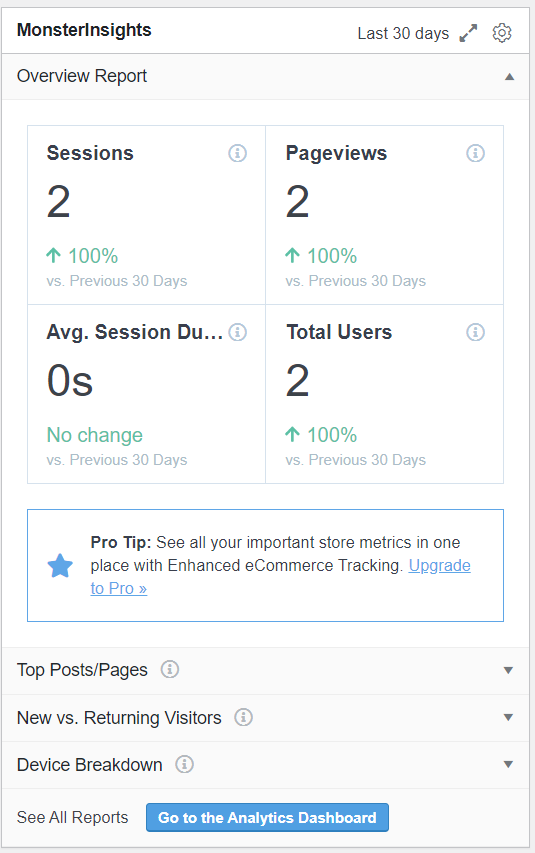 MonsterInsights
Last 30 days
Overview Report
Sessions
2
100%
vs. Previous 30 Days
Pageviews
2
100%
vs. Previous 30 Days
Avg. Session Du...
0s
No change
vs. Previous 30 Days
Total Users
2
100%
vs. Previous 30 Days
Pro Tip: See all your important store metrics in one
place with Enhanced eCommerce Tracking. Upgrade
to Pro »
Top Posts/Pages
New vs. Returning Visitors
Device Breakdown
See All Reports
Go to the Analytics Dashboard